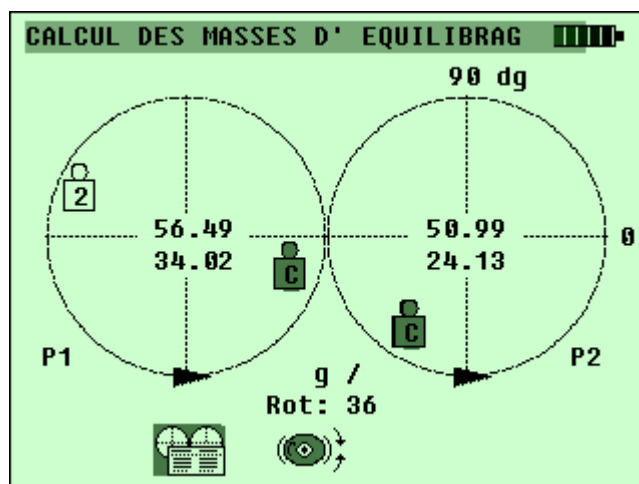 CALCUL DES MASSES D' EQUILIBRAG
90 dg
2
56.49
50.99
0
34.02
24.13
C
C
P1
P2
g /
Rot: 36